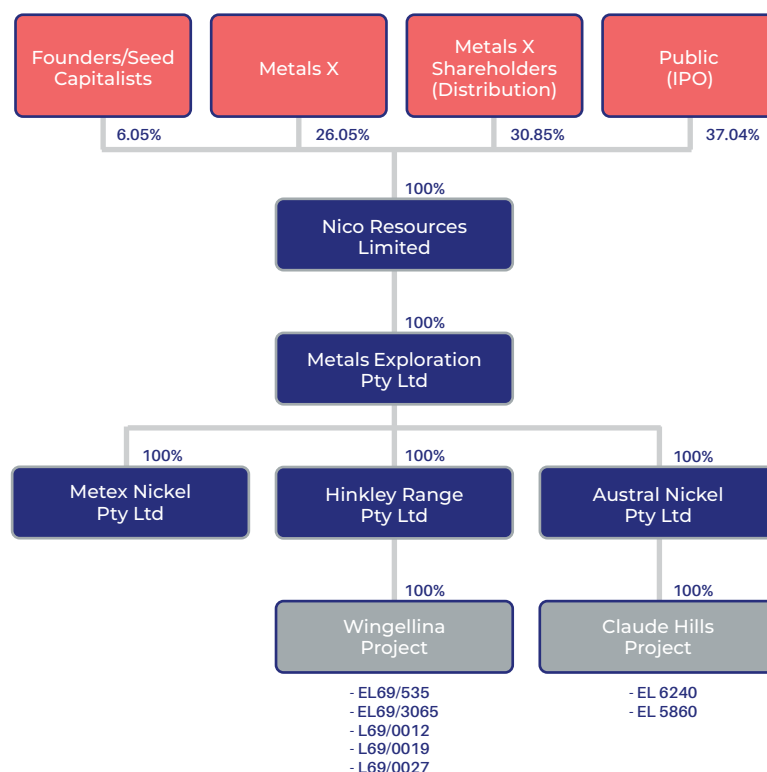 Founders/Seed
Capitalists
Metals X
Metals X
Shareholders
(Distribution)
Public
(IPO)
6.05%
26.05%
30.85%
37.04%
100%
Nico Resources
Limited
100%
Metals Exploration
Pty Ltd
100%
100%
100%
Metex Nickel
Pty Ltd
Hinkley Range
Pty Ltd
Austral Nickel
Pty Ltd
100%
100%
Wingellina
Project
Claude Hills
Project
- EL69/535
- EL69/3065
- L69/0012
- L69/0019
- L69/0027
- EL 6240
- EL 5860